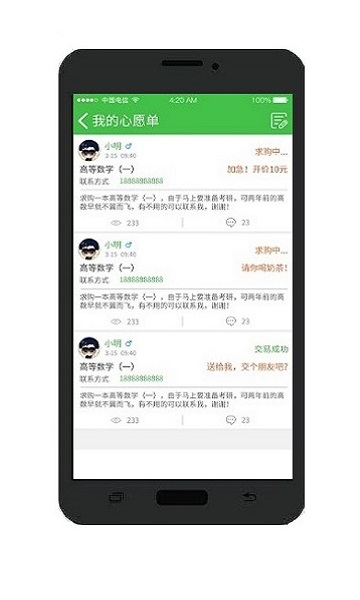 中国电信 4:20 AM 100%
我的心愿单
小明
求购中...
3-15 09:40
高等数学（一） 加急！开价10元
联系方式 18888888888
求购一本高等数学（一），由于马上要准备考研，可两年前的高
数早就不翼而飞，有不用的可以联系我，谢谢！
233 23
小明
求购中...
3-15 09:40
高等数学（一） 请你喝奶茶！
联系方式 18888888888
求购一本高等数学（一），由于马上要准备考研，可两年前的高
数早就不翼而飞，有不用的可以联系我，谢谢！
233 23
小明
交易成功
3-15 09:40
高等数学（一） 送给我，交个朋友吧？
联系方式 18888888888
求购一本高等数学（一），由于马上要准备考研，可两年前的高
数早就不翼而飞，有不用的可以联系我，谢谢！
233 23